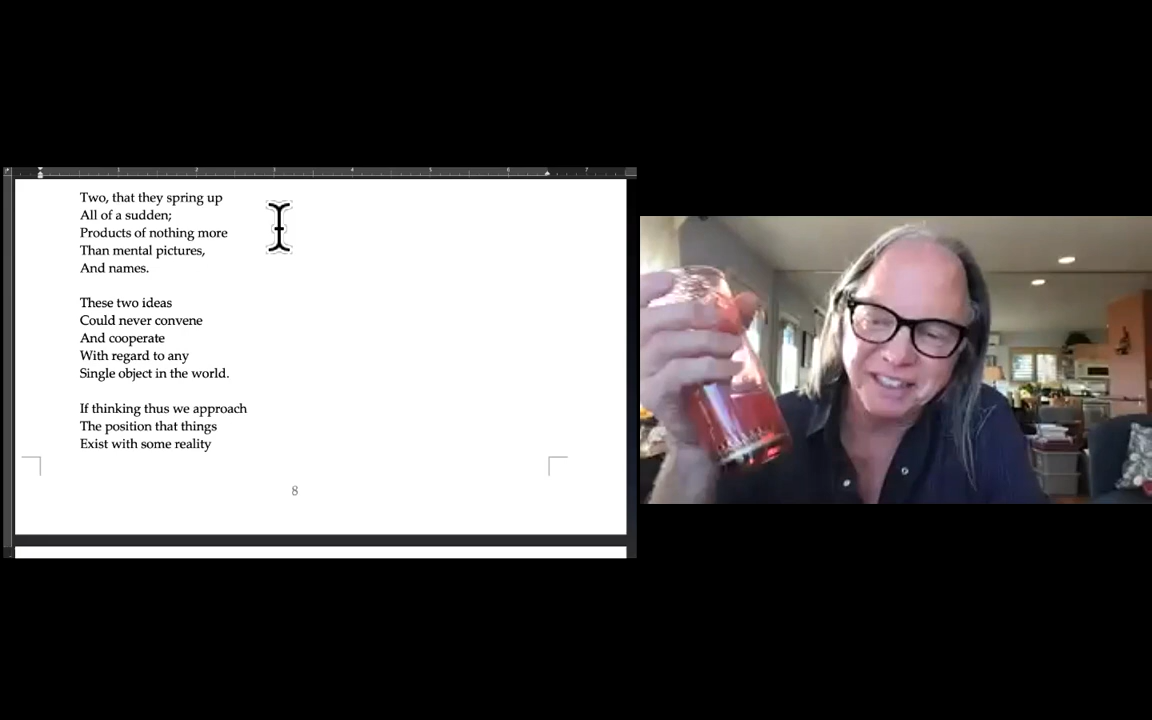 Two, that they spring up
All of a sudden;
Products of nothing more
Than mental pictures,
And names.
These two ideas
Could never convene
And cooperate
With regard to any
Single object in the world.
If thinking thus we approach
The position that things
Exist with some reality
8